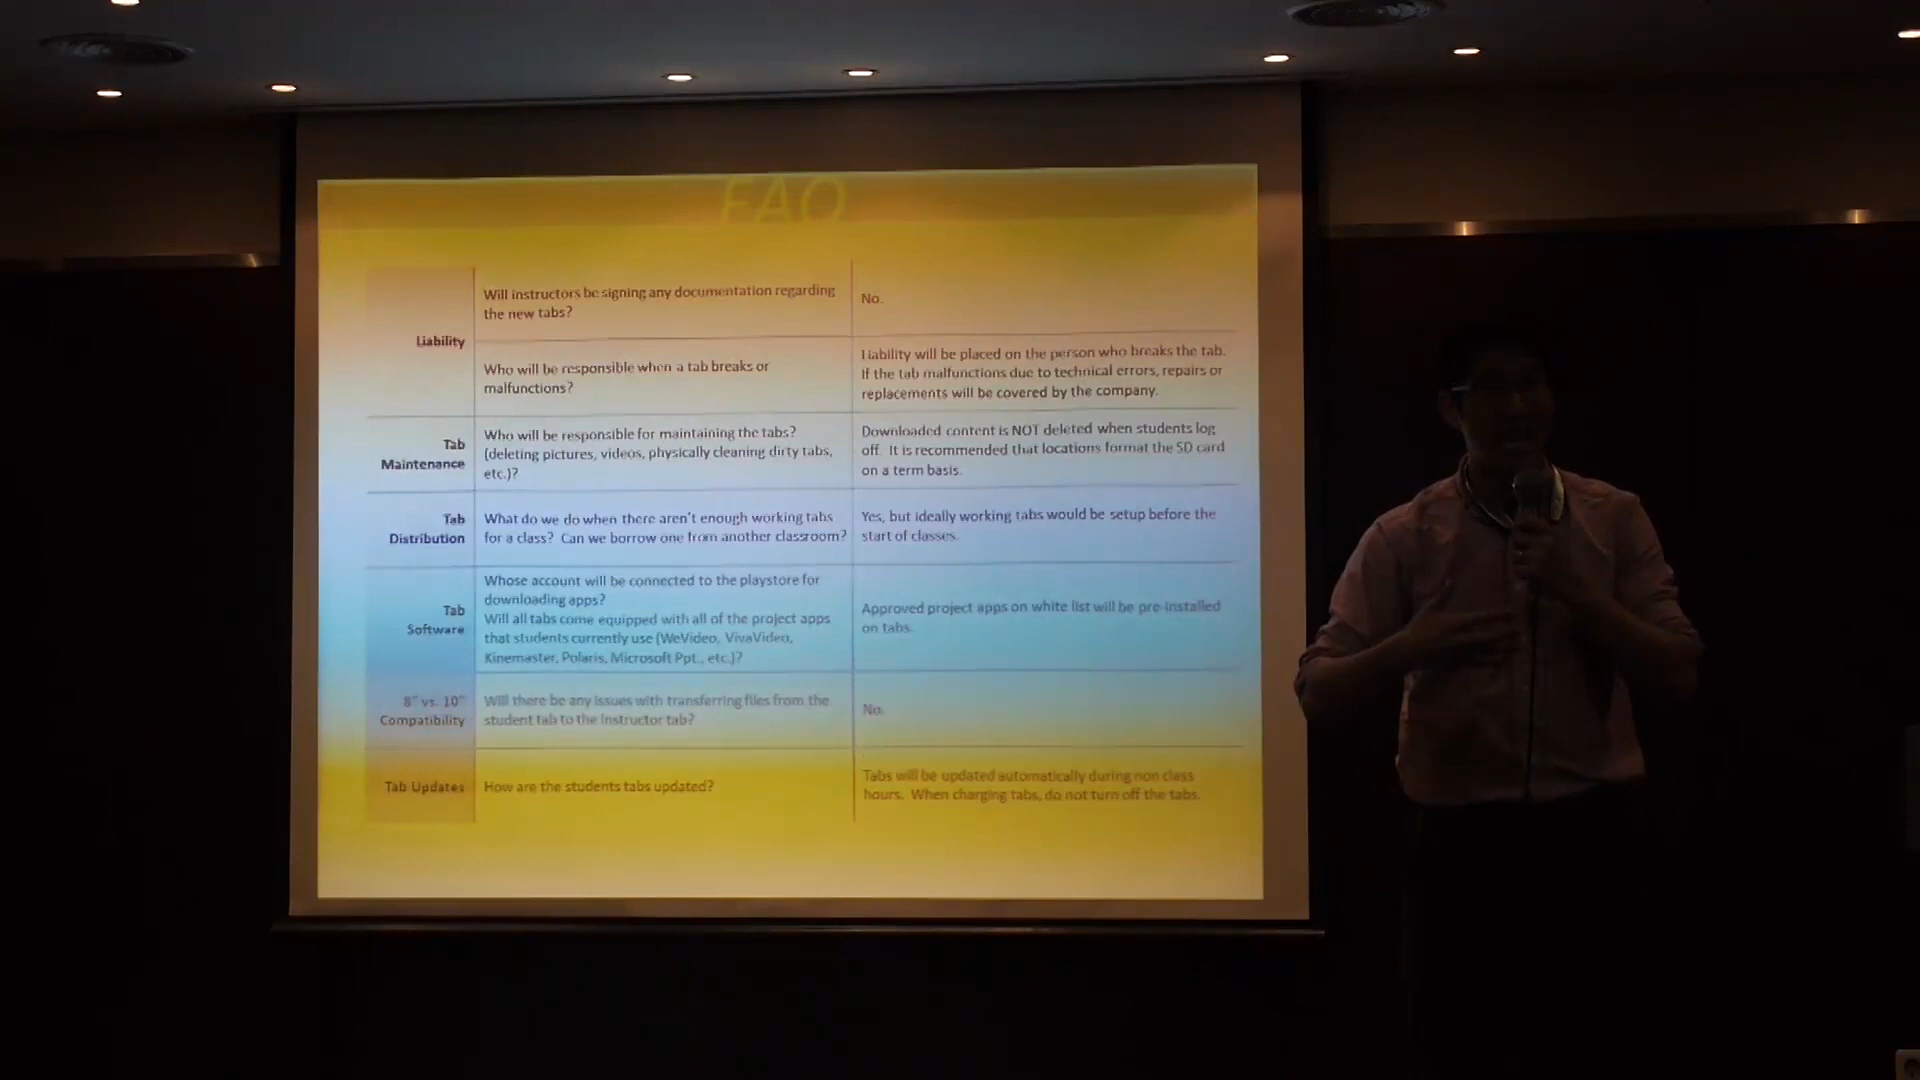 FAQ
Will instructors be signing any documentation regarding
the new tabs?
No.
Liability
Who will be responsible when a tab breaks or
malfunctions?
Liability will be placed on the person who breaks the tab.
If the tab malfunctions due to technical errors, repairs or
replacements will be covered by the company.
Tab
Maintenance
Who will be responsible for maintaining the tabs?
(deleting pictures, videos, physically cleaning dirty tabs,
etc.)?
Downloaded content is NOT deleted when students log
off. It is recommended that locations format the SD card
on a term basis.
Tab
Distribution
What do we do when there aren't enough working tabs
for a class? Can we borrow one from another classroom?
Yes, but ideally working tabs would be setup before the
start of classes.
Tab
Software
Whose account will be connected to the playstore for
downloading apps?
Will all tabs come equipped with all of the project apps
that students currently use (WeVideo, VivaVideo,
Kinemaster, Polaris, Microsoft Ppt., etc.)?
Approved project apps on white list will be pre-installed
on tabs.
8" vs. 10"
Compatibility
Will there be any issues with transferring files from the
student tab to the instructor tab?
No.
Tab Updates
How are the students tabs updated?
Tabs will be updated automatically during non class
hours. When charging tabs, do not turn off the tabs.